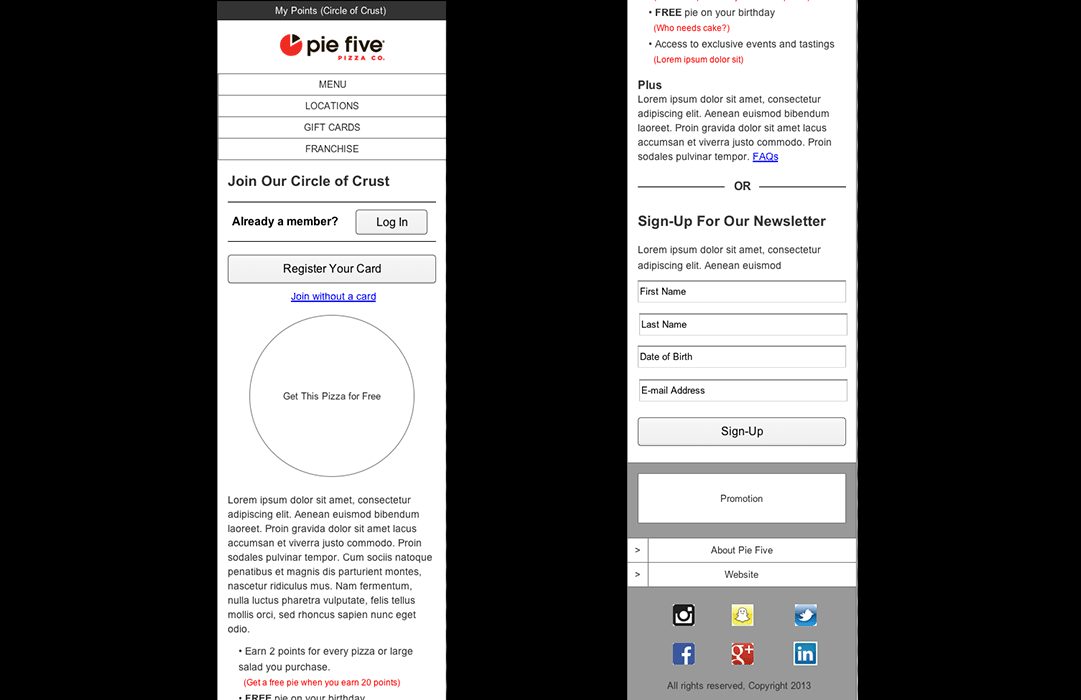 My Points (Circle of Crust)
pie five
PIZZA CO.
MENU
LOCATIONS
GIFT CARDS
FRANCHISE
Join Our Circle of Crust
Already a member?
Log In
Register Your Card
Join without a card
Get This Pizza for Free
Lorem ipsum dolor sit amet, consectetur
adipiscing elit. Aenean euismod bibendum
laoreet. Proin gravida dolor sit amet lacus
accumsan et viverra justo commodo. Proin
sodales pulvinar tempor. Cum sociis natoque
penatibus et magnis dis parturient montes,
nascetur ridiculus mus. Nam fermentum,
nulla luctus pharetra vulputate, felis tellus
mollis orci, sed rhoncus sapien nunc eget
odio.
• Earn 2 points for every pizza or large
salad you purchase.
(Get a free pie when you earn 20 points)
• FREE pie on your birthday
• FREE pie on your birthday
(Who needs cake?)
• Access to exclusive events and tastings
(Lorem ipsum dolor sit)
Plus
Lorem ipsum dolor sit amet, consectetur
adipiscing elit. Aenean euismod bibendum
laoreet. Proin gravida dolor sit amet lacus
accumsan et viverra justo commodo. Proin
sodales pulvinar tempor. FAQs
OR
Sign-Up For Our Newsletter
Lorem ipsum dolor sit amet, consectetur
adipiscing elit. Aenean euismod
First Name
Last Name
Date of Birth
E-mail Address
Sign-Up
Promotion
> About Pie Five
> Website
f g+ in
All rights reserved, Copyright 2013